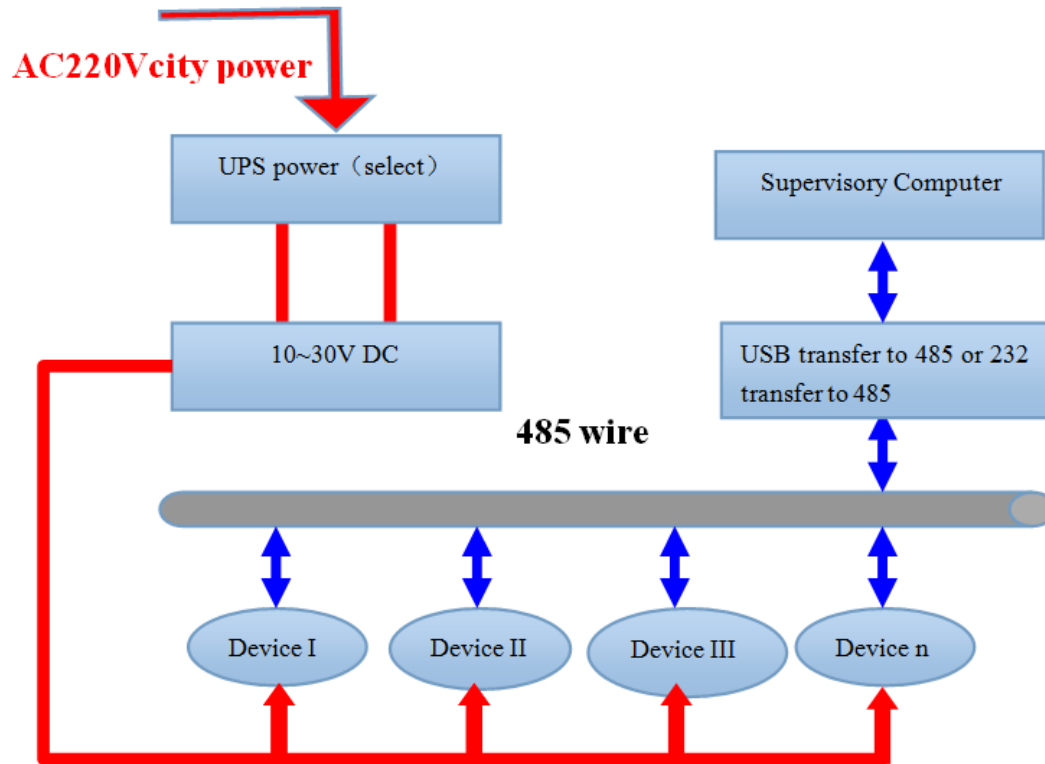 AC220Vcity power
UPS power（select）
Supervisory Computer
10~30V DC
USB transfer to 485 or 232
transfer to 485
485 wire
Device I
Device II
Device III
Device n